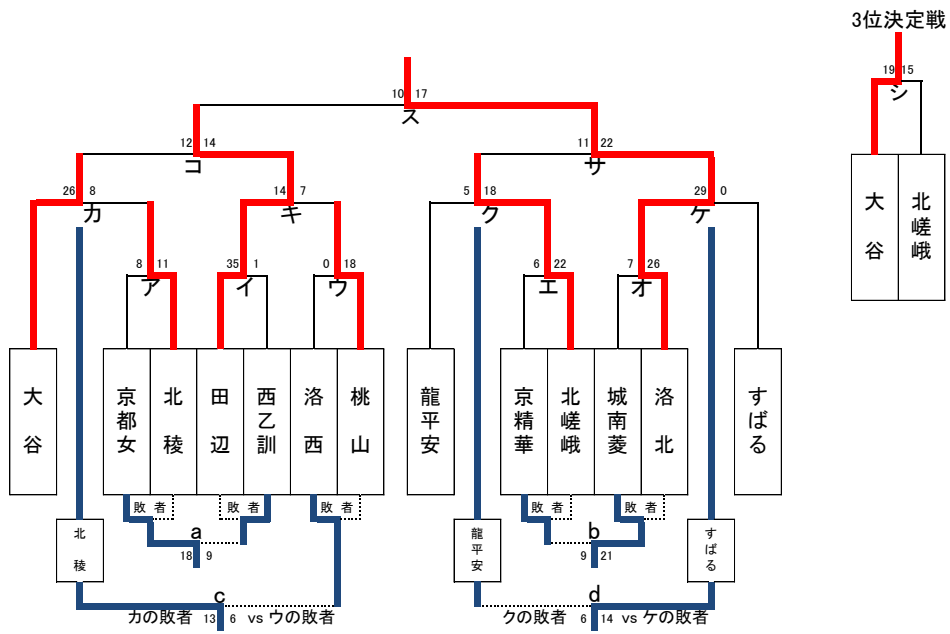 3位決定戦
19 15
シ
大谷
北嵯峨
10 17
ス
12 14
コ
11 22
サ
26 8
カ
14 7
キ
5 18
ク
29 0
ケ
8 11
ア
35 1
イ
0 18
ウ
6 22
エ
7 26
オ
大谷
京都女
北稜
田辺
西乙訓
洛西
桃山
龍平安
京精華
北嵯峨
城南菱
洛北
すばる
敗者
敗者
敗者
敗者
敗者
a
18 9
b
9 21
北稜
龍平安
すばる
c
カの敗者 13 6 vs ウの敗者
d
クの敗者 6 14 vs ケの敗者